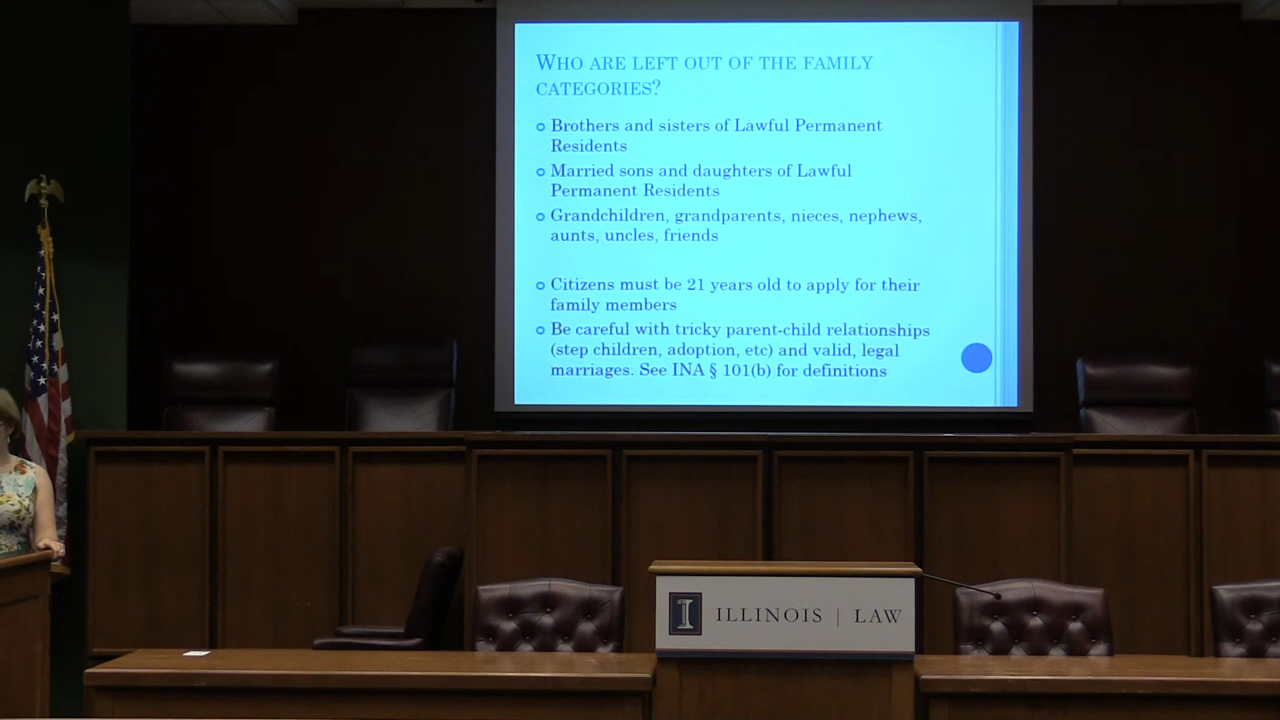 WHO ARE LEFT OUT OF THE FAMILY
CATEGORIES?
Brothers and sisters of Lawful Permanent
Residents
Married sons and daughters of Lawful
Permanent Residents
Grandchildren, grandparents, nieces, nephews,
aunts, uncles, friends
Citizens must be 21 years old to apply for their
family members
Be careful with tricky parent-child relationships
(step children, adoption, etc) and valid, legal
marriages. See INA § 101(b) for definitions
I ILLINOIS | LAW